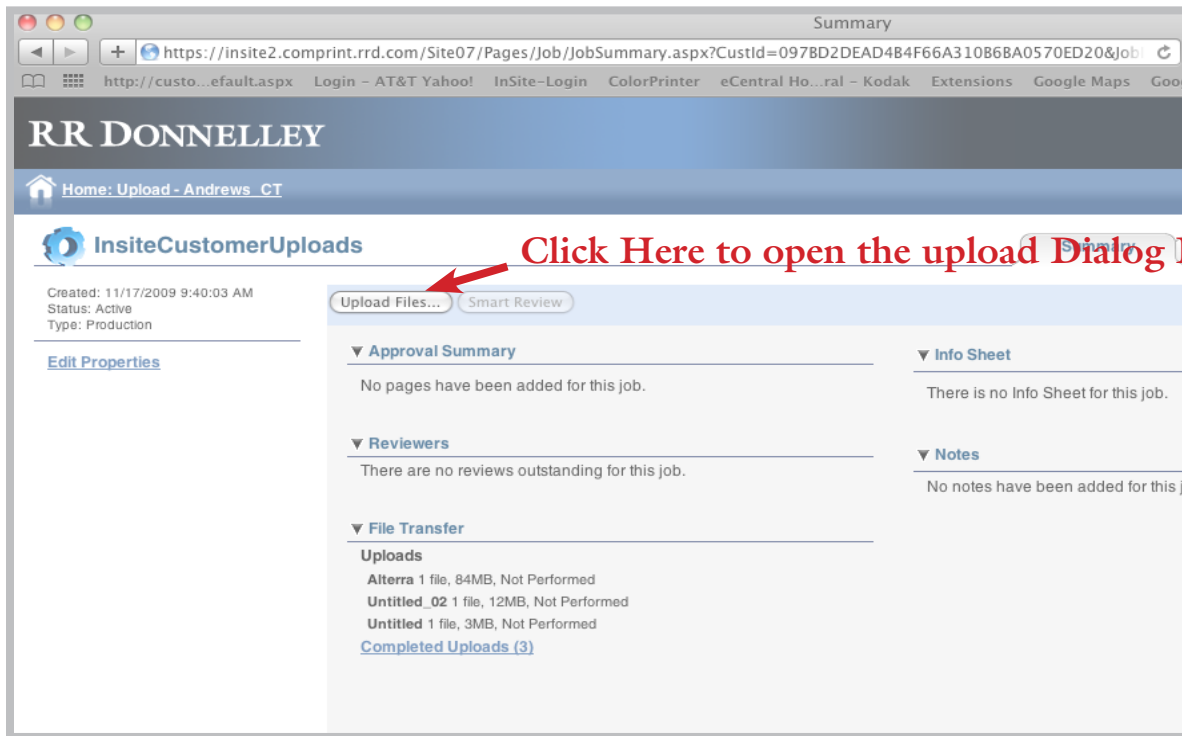 Summary
https://insite2.comprint.rrd.com/Site07/Pages/Job/JobSummary.aspx?CustId=097BD2DEAD4B4F66A310B6BA0570ED20&Job
http://custo...efault.aspx Login – AT&T Yahoo! InSite-Login ColorPrinter eCentral Ho...ral – Kodak Extensions Google Maps Goo
RR DONNELLEY
Home: Upload - Andrews_CT
InsiteCustomerUploads
Click Here to open the upload Dialog
Summary
Created: 11/17/2009 9:40:03 AM
Status: Active
Type: Production
Edit Properties
Upload Files... Smart Review
Approval Summary
No pages have been added for this job.
Reviewers
There are no reviews outstanding for this job.
File Transfer
Uploads
Alterra 1 file, 84MB, Not Performed
Untitled_02 1 file, 12MB, Not Performed
Untitled 1 file, 3MB, Not Performed
Completed Uploads (3)
Info Sheet
There is no Info Sheet for this job.
Notes
No notes have been added for this j